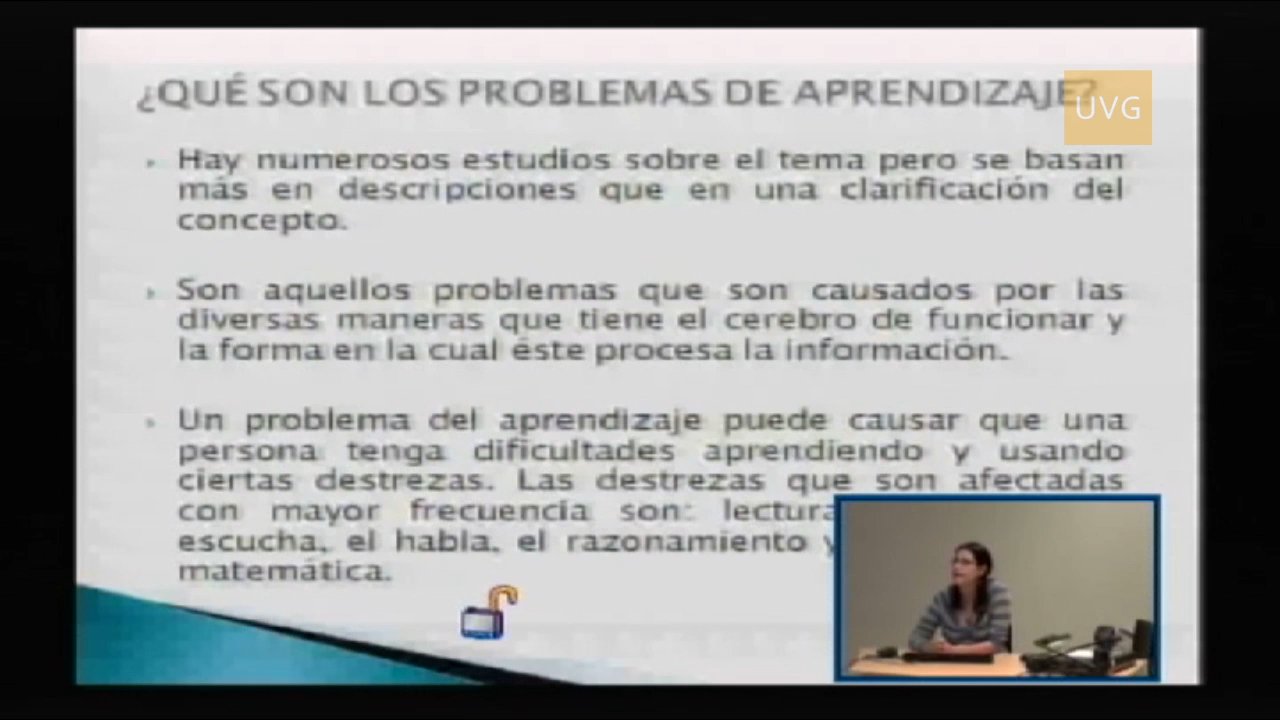 ¿QUÉ SON LOS PROBLEMAS DE APRENDIZAJE?
UVG
Hay numerosos estudios sobre el tema pero se basan
más en descripciones que en una clarificación del
concepto.
Son aquellos problemas que son causados por las
diversas maneras que tiene el cerebro de funcionar y
la forma en la cual éste procesa la información.
Un problema del aprendizaje puede causar que una
persona tenga dificultades aprendiendo y usando
ciertas destrezas. Las destrezas que son afectadas
con mayor frecuencia son: lectura
escucha, el habla, el razonamiento y
matemática.